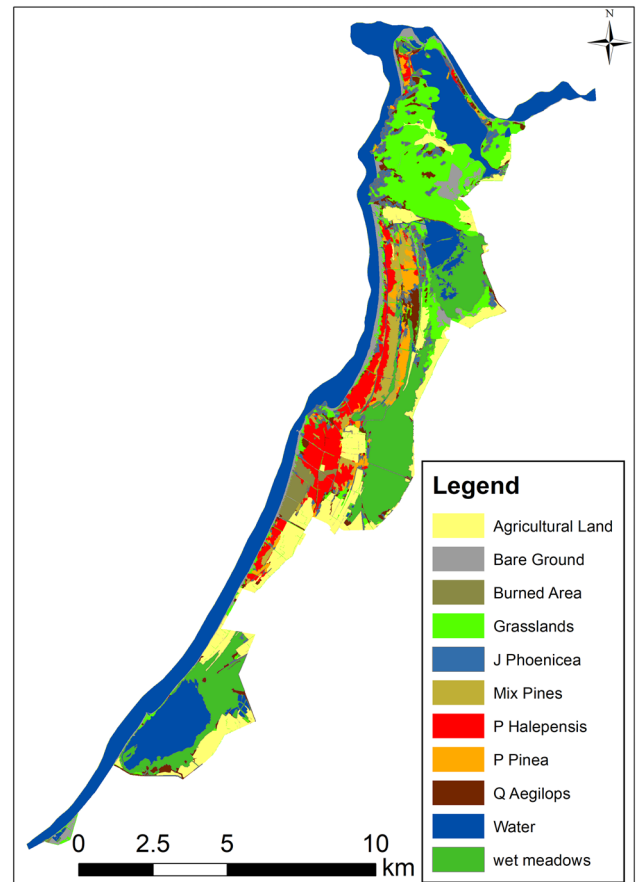 N
Legend
Agricultural Land
Bare Ground
Burned Area
Grasslands
J Phoenicea
Mix Pines
P Halepensis
P Pinea
Q Aegilops
Water
wet meadows
0 2.5 5 10
km